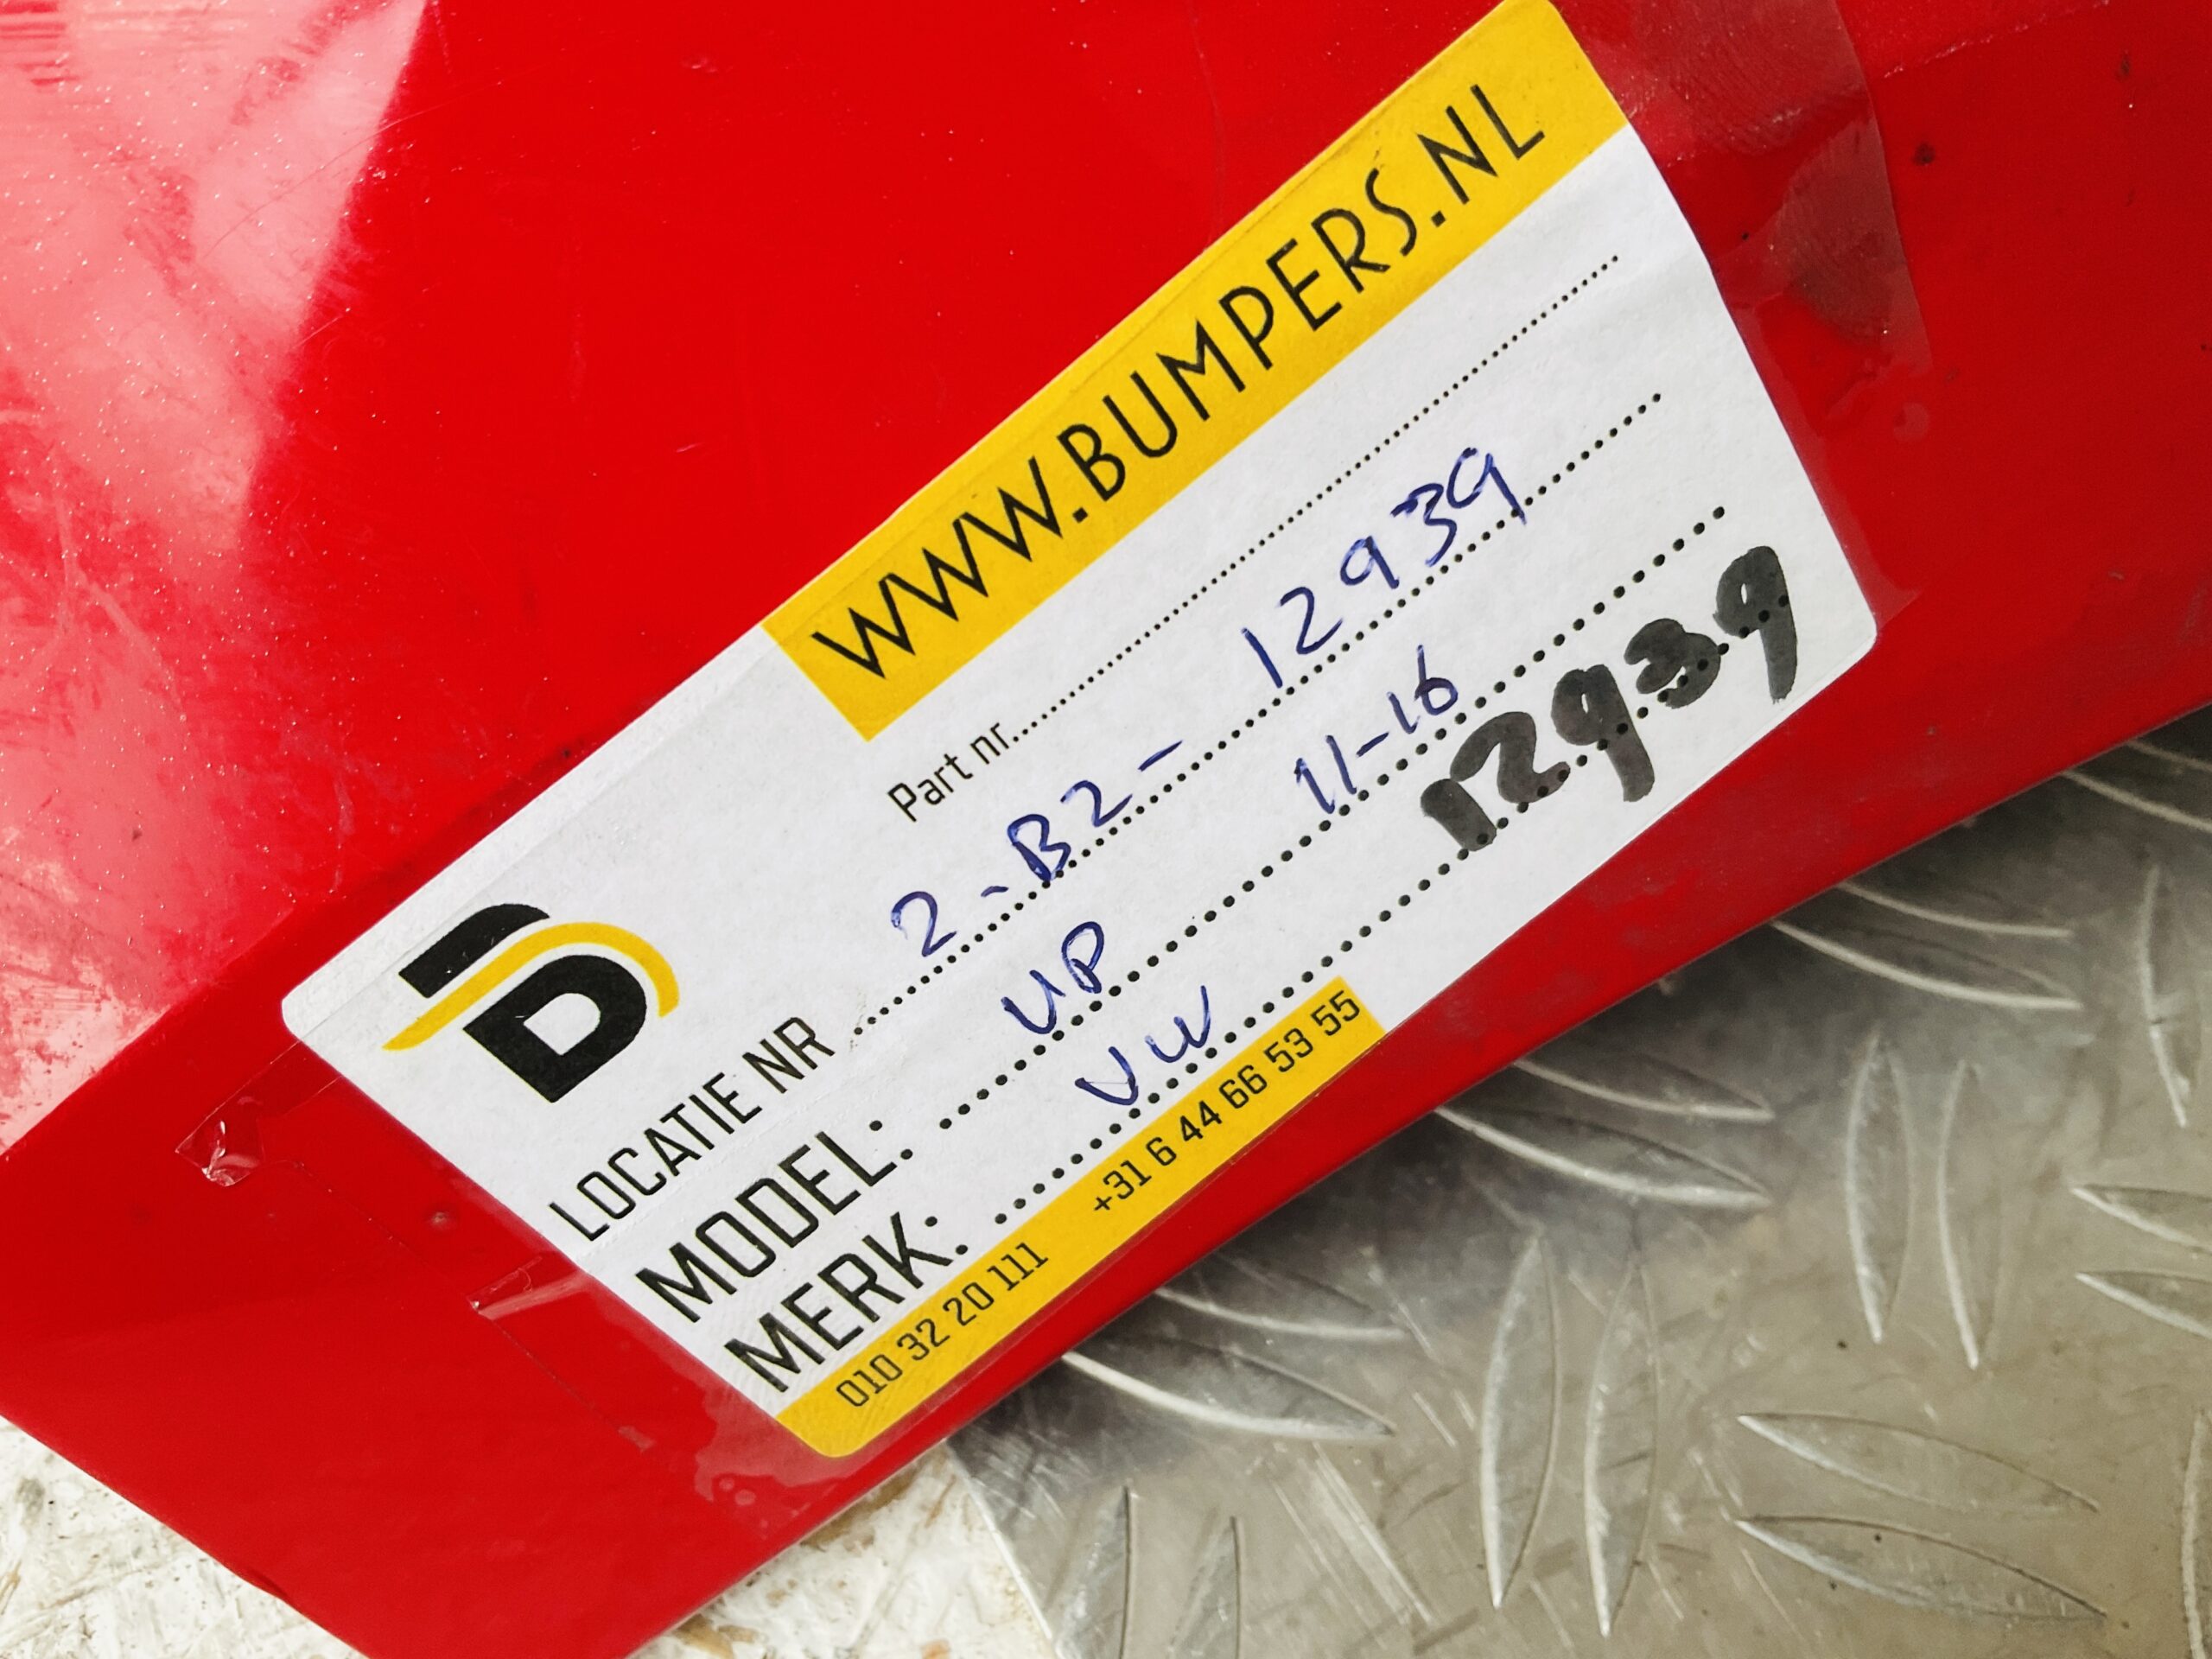 WWW.BUMPERS.NL
Part nr.
LOCATIE NR 2-B2- 12939
MODEL: UP 11-16
MERK: VW 12939
010 32 20 111 +31 6 44 66 53 55